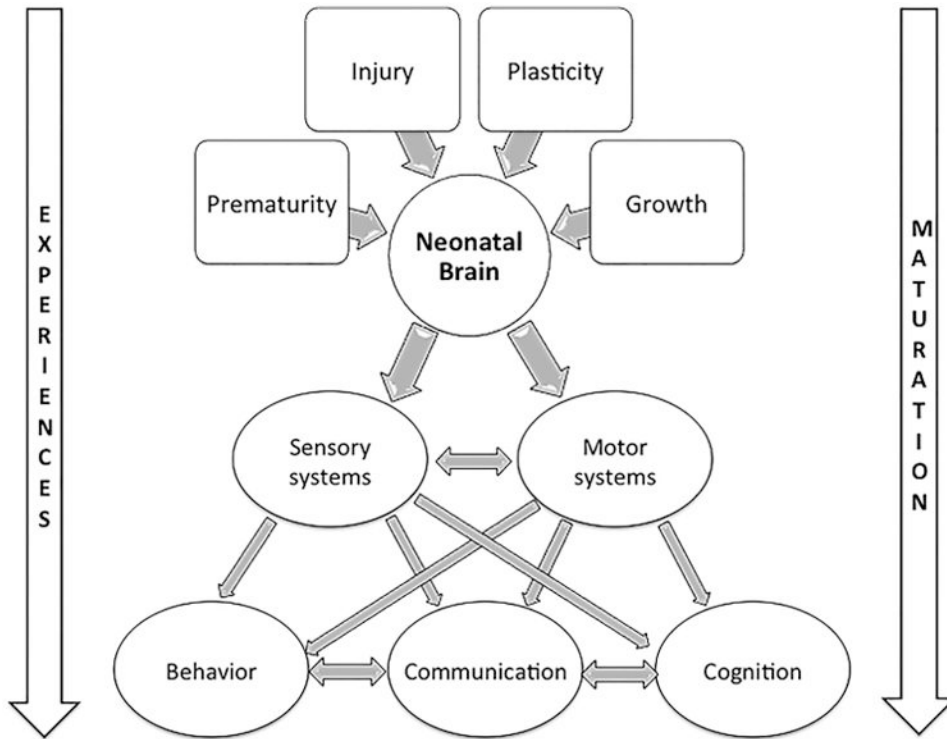 Injury
Plasticity
Prematurity
Growth
Neonatal
Brain
EXPERIENCES
MATURATION
Sensory
systems
Motor
systems
Behavior
Communication
Cognition